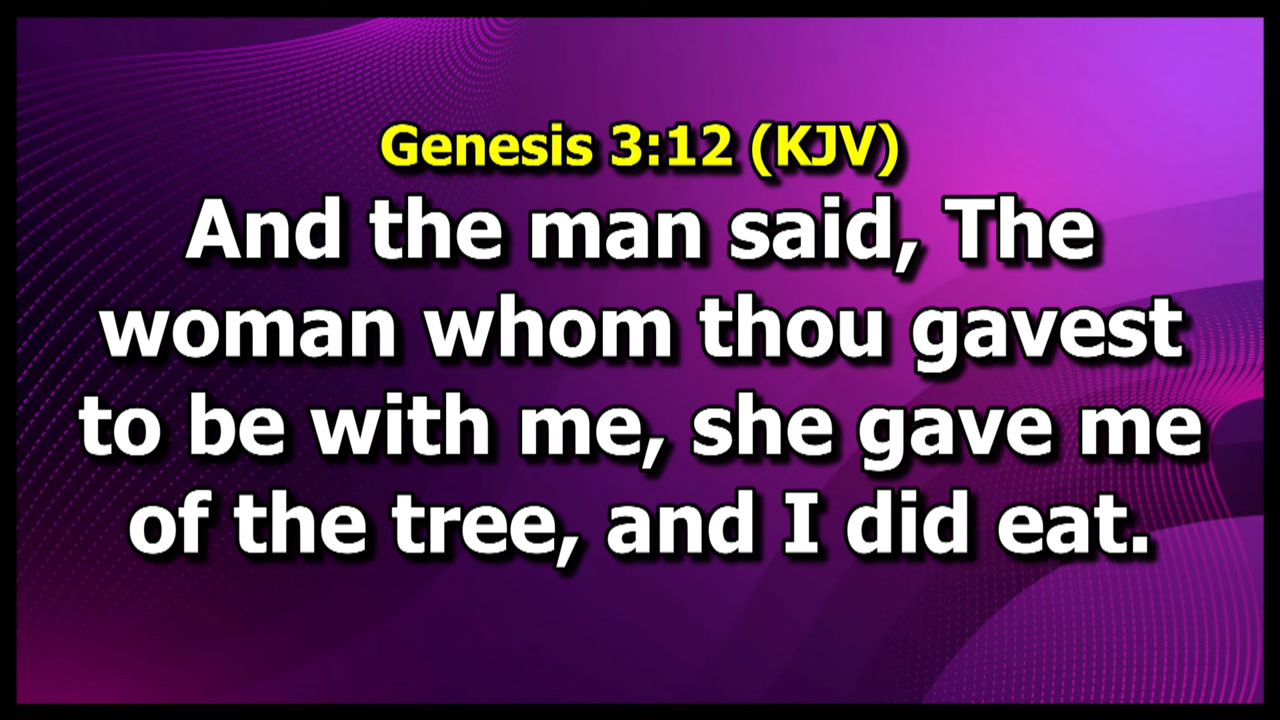 Genesis 3:12 (KJV)
And the man said, The
woman whom thou gavest
to be with me, she gave me
of the tree, and I did eat.